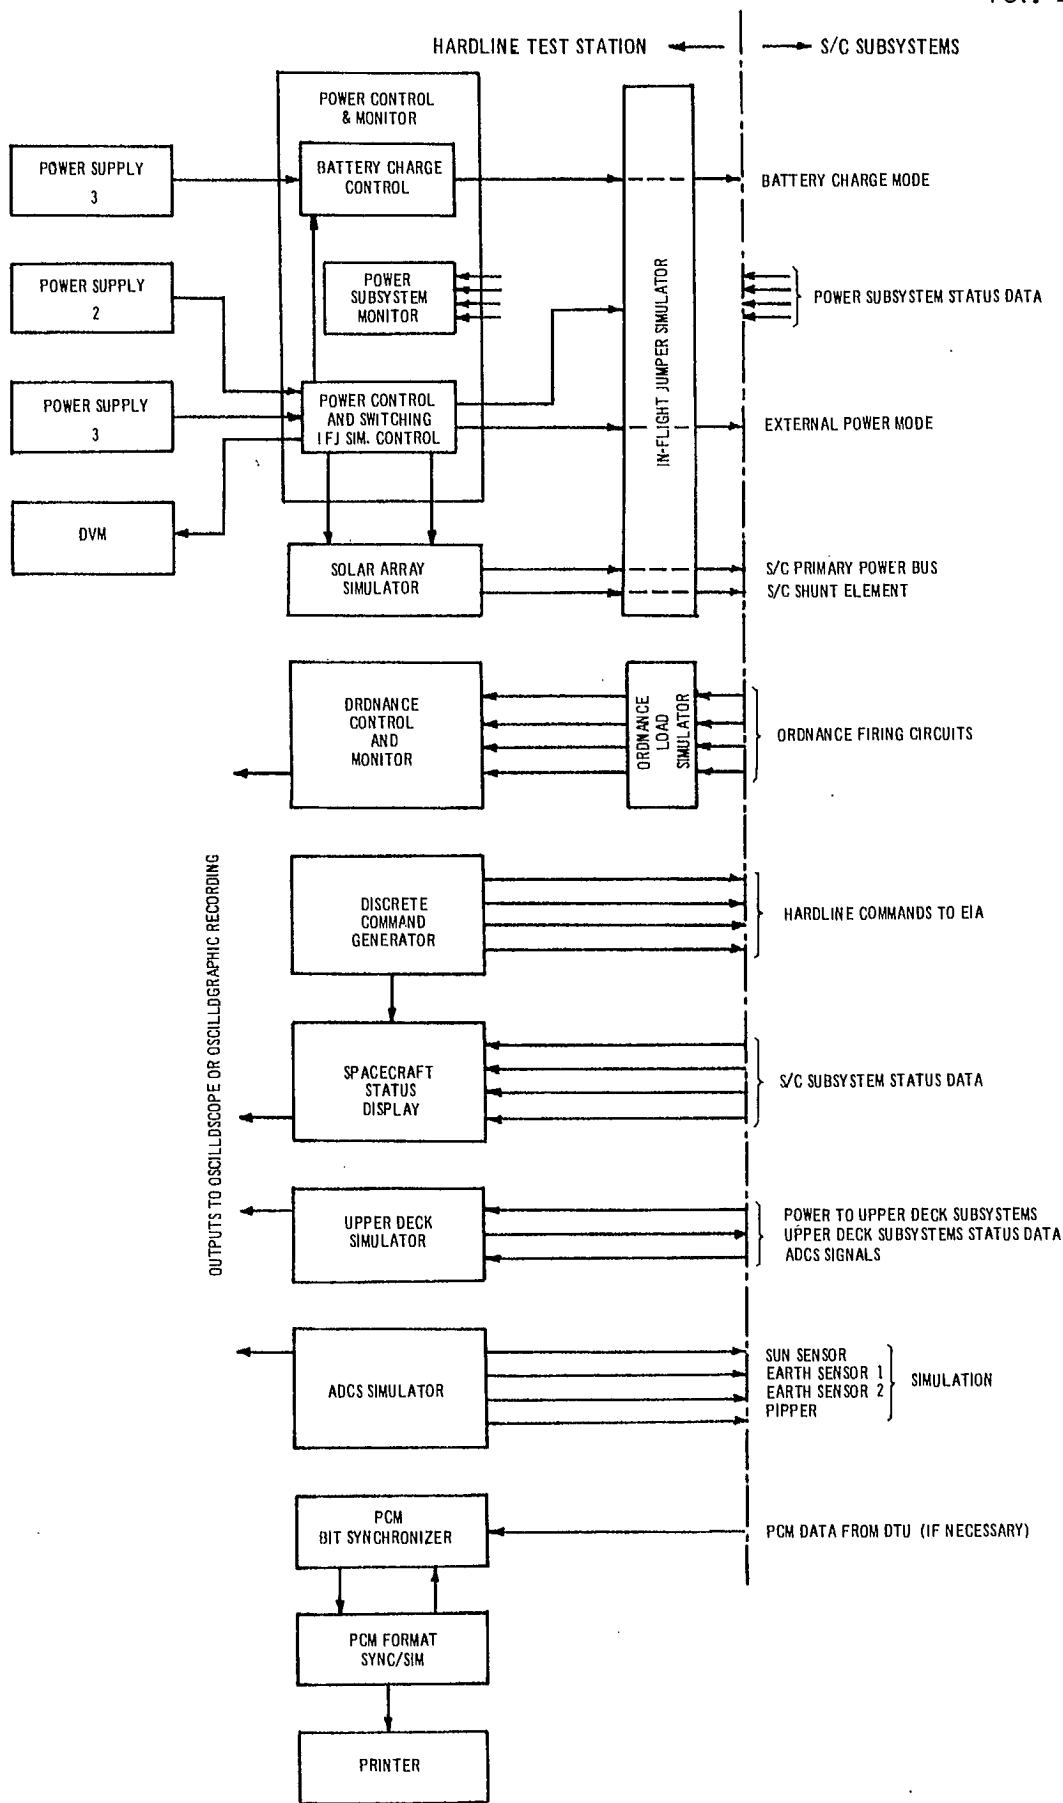 HARDLINE TEST STATION
S/C SUBSYSTEMS
POWER CONTROL
& MONITOR
POWER SUPPLY
3
BATTERY CHARGE
CONTROL
BATTERY CHARGE MODE
POWER SUPPLY
2
POWER
SUBSYSTEM
MONITOR
IN-FLIGHT JUMPER SIMULATOR
POWER SUBSYSTEM STATUS DATA
POWER SUPPLY
3
POWER CONTROL
AND SWITCHING
IFJ SIM. CONTROL
EXTERNAL POWER MODE
DVM
SOLAR ARRAY
SIMULATOR
S/C PRIMARY POWER BUS
S/C SHUNT ELEMENT
ORDNANCE
CONTROL
AND
MONITOR
ORDNANCE
LOAD
SIMULATOR
ORDNANCE FIRING CIRCUITS
OUTPUTS TO OSCILLOSCOPE OR OSCILLOGRAPHIC RECORDING
DISCRETE
COMMAND
GENERATOR
HARDLINE COMMANDS TO EIA
SPACECRAFT
STATUS
DISPLAY
S/C SUBSYSTEM STATUS DATA
UPPER DECK
SIMULATOR
POWER TO UPPER DECK SUBSYSTEMS
UPPER DECK SUBSYSTEMS STATUS DATA
ADCS SIGNALS
ADCS SIMULATOR
SUN SENSOR
EARTH SENSOR 1
EARTH SENSOR 2
PIPPER
SIMULATION
PCM
BIT SYNCHRONIZER
PCM DATA FROM DTU (IF NECESSARY)
PCM FORMAT
SYNC/SIM
PRINTER